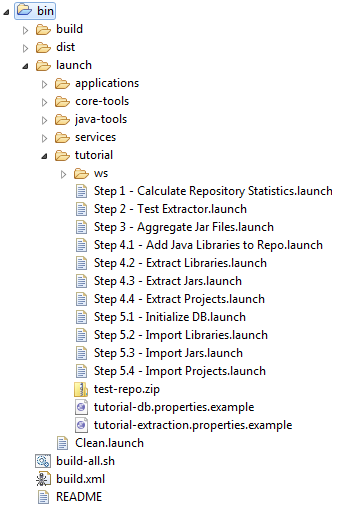 bin
build
dist
launch
applications
core-tools
java-tools
services
tutorial
ws
Step 1 - Calculate Repository Statistics.launch
Step 2 - Test Extractor.launch
Step 3 - Aggregate Jar Files.launch
Step 4.1 - Add Java Libraries to Repo.launch
Step 4.2 - Extract Libraries.launch
Step 4.3 - Extract Jars.launch
Step 4.4 - Extract Projects.launch
Step 5.1 - Initialize DB.launch
Step 5.2 - Import Libraries.launch
Step 5.3 - Import Jars.launch
Step 5.4 - Import Projects.launch
test-repo.zip
tutorial-db.properties.example
tutorial-extraction.properties.example
Clean.launch
build-all.sh
build.xml
README